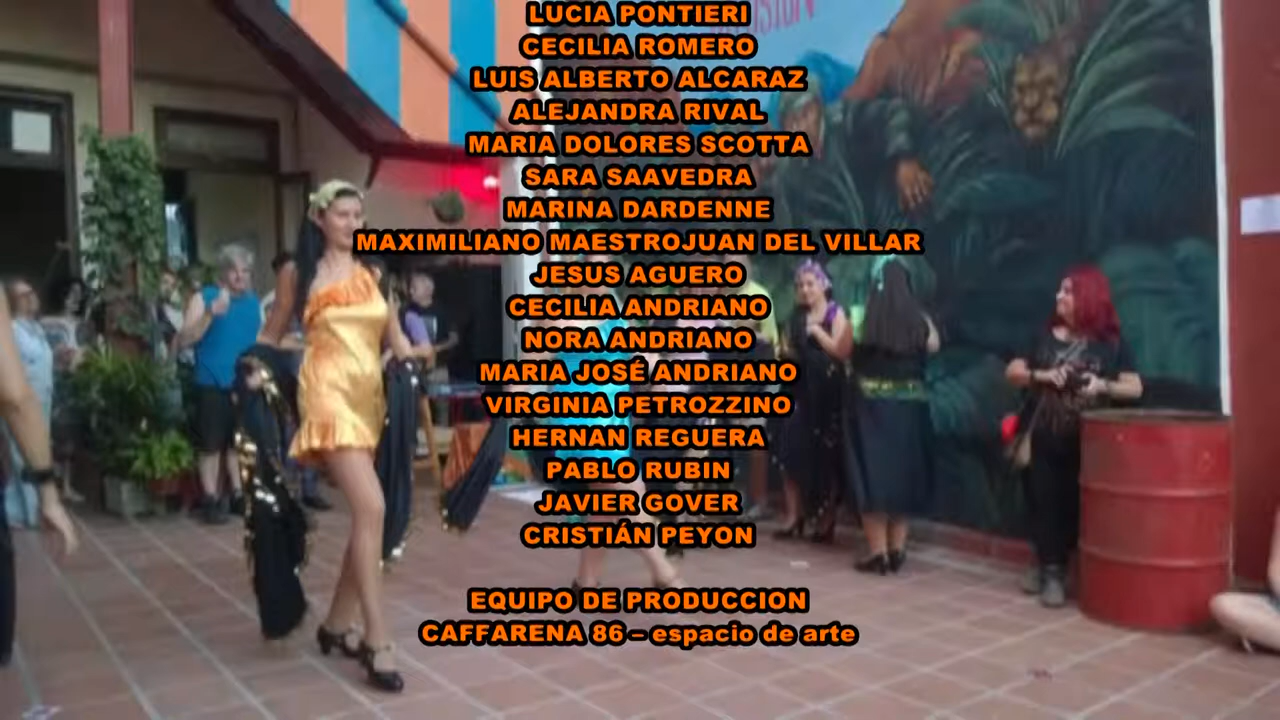 LUCIA PONTIERI
CECILIA ROMERO
LUIS ALBERTO ALCARAZ
ALEJANDRA RIVAL
MARIA DOLORES SCOTTA
SARA SAAVEDRA
MARINA DARDENNE
MAXIMILIANO MAESTROJUAN DEL VILLAR
JESUS AGUERO
CECILIA ANDRIANO
NORA ANDRIANO
MARIA JOSÉ ANDRIANO
VIRGINIA PETROZZINO
HERNAN REGUERA
PABLO RUBIN
JAVIER GOVER
CRISTIÁN PEYON
EQUIPO DE PRODUCCION
CAFFARENA 86 – espacio de arte